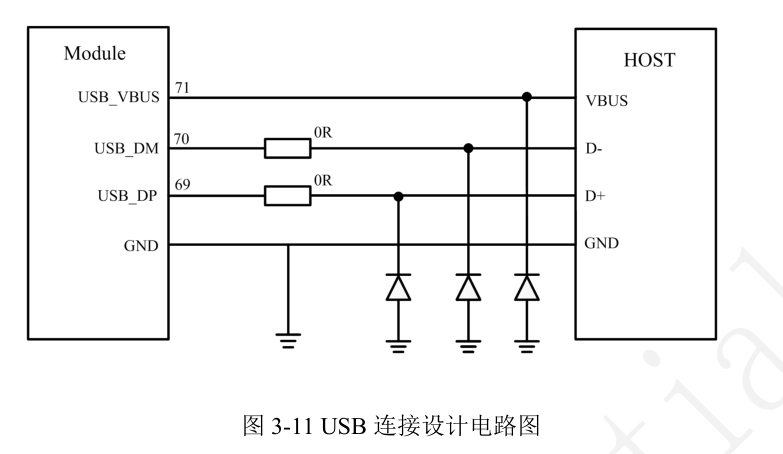 Module
HOST
USB_VBUS 71 VBUS
USB_DM 70 0R D-
USB_DP 69 0R D+
GND GND
图 3-11 USB 连接设计电路图